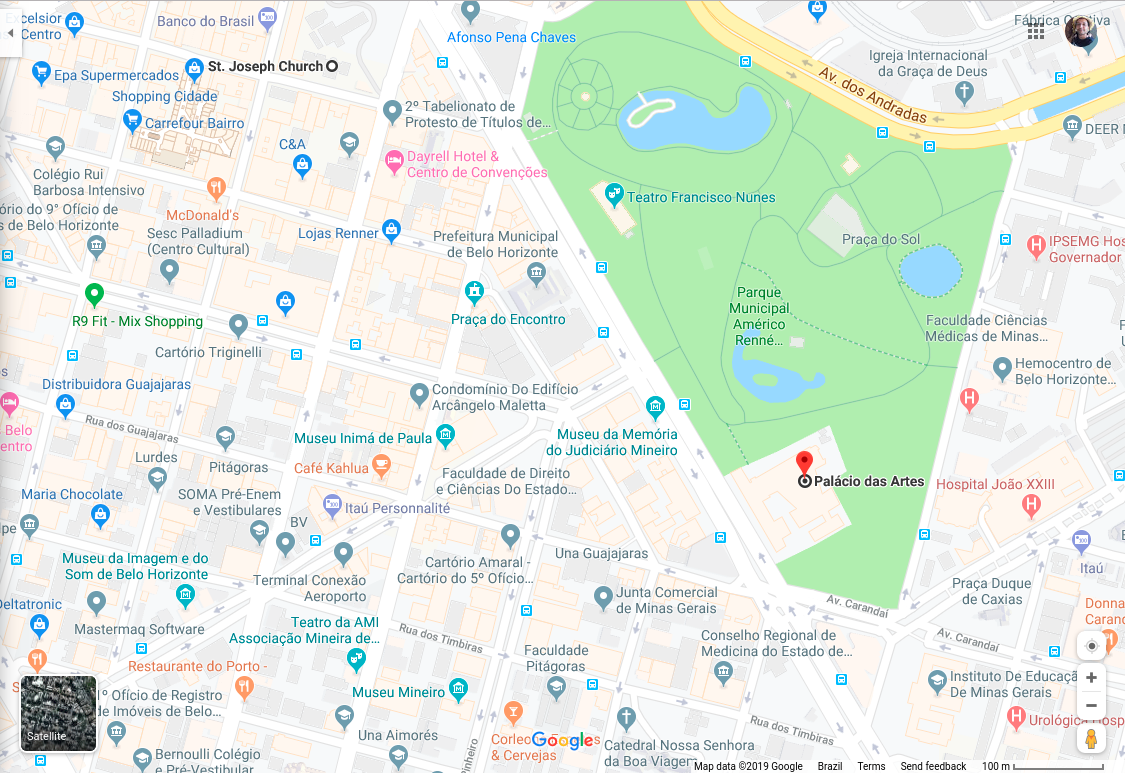 Excelsior
Centro
Banco do Brasil
Afonso Pena Chaves
Fábrica Criativa
Igreja Internacional
da Graça de Deus
Epa Supermercados
St. Joseph Church
Shopping Cidade
Av. dos Andradas
Carrefour Bairro
2º Tabelionato de
Protesto de Títulos de...
DEER
C&A
Dayrell Hotel &
Centro de Convenções
Colégio Rui
Barbosa Intensivo
Teatro Francisco Nunes
ório do 9° Ofício de
s de Belo Horizonte
McDonald's
Sesc Palladium
(Centro Cultural)
Lojas Renner
Prefeitura Municipal
de Belo Horizonte
Praça do Sol
IPSEMG Hos
Governador
R9 Fit - Mix Shopping
Praça do Encontro
Parque
Municipal
Américo
Renné...
Faculdade Ciências
Médicas de Minas...
Cartório Triginelli
Hemocentro de
Belo Horizonte...
Distribuidora Guajajaras
Condomínio Do Edifício
Arcângelo Maletta
Belo
entro
Rua dos Guajajaras
Museu Inimá de Paula
Museu da Memória
do Judiciário Mineiro
Lurdes
Pitágoras
Café Kahlua
Faculdade de Direito
e Ciências Do Estado...
Palácio das Artes
Hospital João XXIII
Maria Chocolate
SOMA Pré-Enem
e Vestibulares
Itaú Personnalité
BV
Museu da Imagem e do
Som de Belo Horizonte
Terminal Conexão
Aeroporto
Cartório Amaral -
Cartório do 5º Ofício...
Una Guajajaras
Itaú
Praça Duque
de Caxias
Deltatronic
Mastermaq Software
Teatro da AMI
Associação Mineira de...
Junta Comercial
de Minas Gerais
Av. Carandaí
Donna
Caran
Rua dos Timbiras
Conselho Regional de
Medicina do Estado de...
Av. Carandaí
Restaurante do Porto -
Faculdade
Pitágoras
Instituto De Educaçã
De Minas Gerais
1º Ofício de Registro
de Imóveis de Belo...
Museu Mineiro
Satellite
Una Aimorés
Rua dos Timbiras
Urológica Hosp
Google
& Cervejas
Catedral Nossa Senhora
da Boa Viagem
Bernoulli Colégio
e Pré-Vestibular
Map data ©2019 Google Brazil Terms Send feedback 100 m